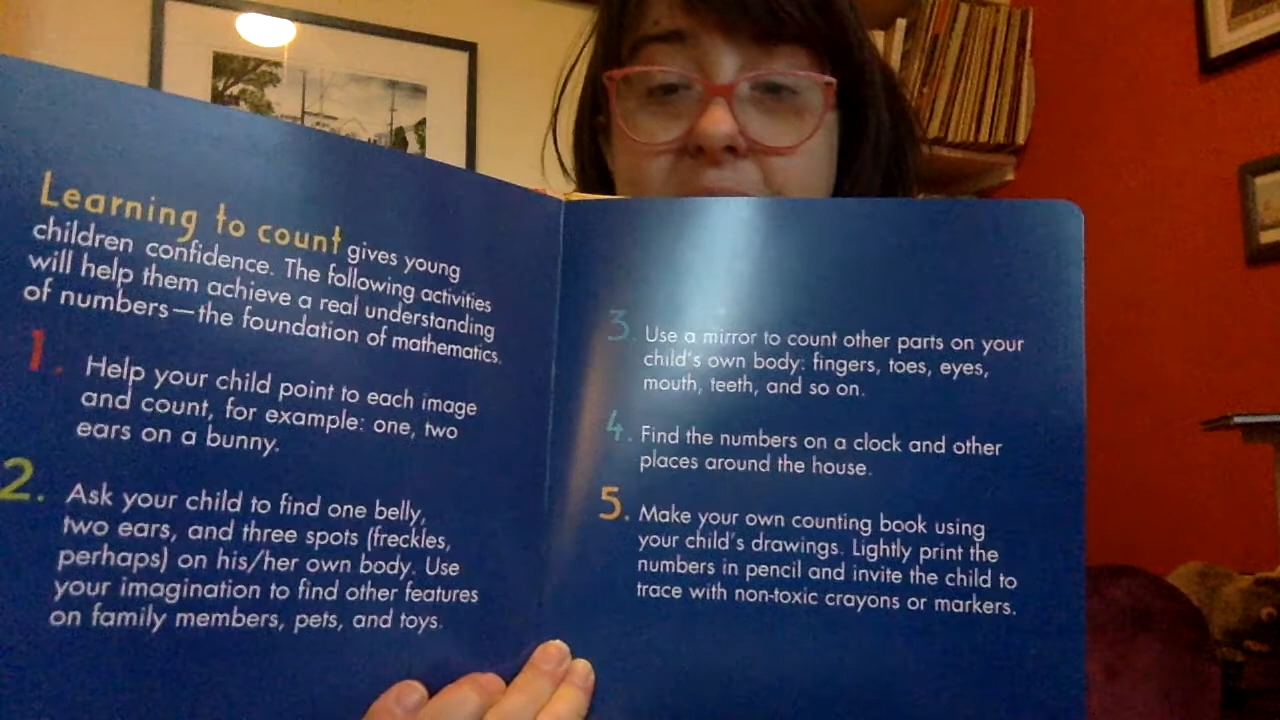 Learning to count gives young
children confidence. The following activities
will help them achieve a real understanding
of numbers—the foundation of mathematics.
1. Help your child point to each image
and count, for example: one, two
ears on a bunny.
2. Ask your child to find one belly,
two ears, and three spots (freckles,
perhaps) on his/her own body. Use
your imagination to find other features
on family members, pets, and toys.
3. Use a mirror to count other parts on your
child's own body: fingers, toes, eyes,
mouth, teeth, and so on.
4. Find the numbers on a clock and other
places around the house.
5. Make your own counting book using
your child's drawings. Lightly print the
numbers in pencil and invite the child to
trace with non-toxic crayons or markers.